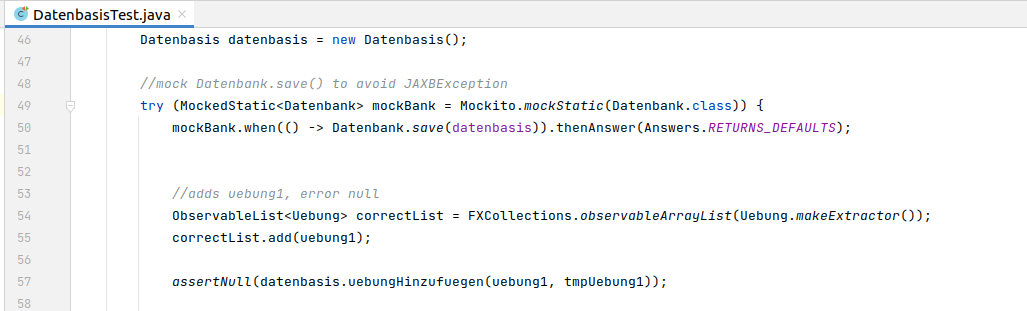 DatenbasisTest.java
46 Datenbasis datenbasis = new Datenbasis();
47
48 //mock Datenbank.save() to avoid JAXBException
49 try (MockedStatic<Datenbank> mockBank = Mockito.mockStatic(Datenbank.class)) {
50 mockBank.when(() -> Datenbank.save(datenbasis)).thenAnswer(Answers.RETURNS_DEFAULTS);
51
52
53 //adds uebung1, error null
54 ObservableList<Uebung> correctList = FXCollections.observableArrayList(Uebung.makeExtractor());
55 correctList.add(uebung1);
56
57 assertNull(datenbasis.uebungHinzufuegen(uebung1, tmpUebung1));
58